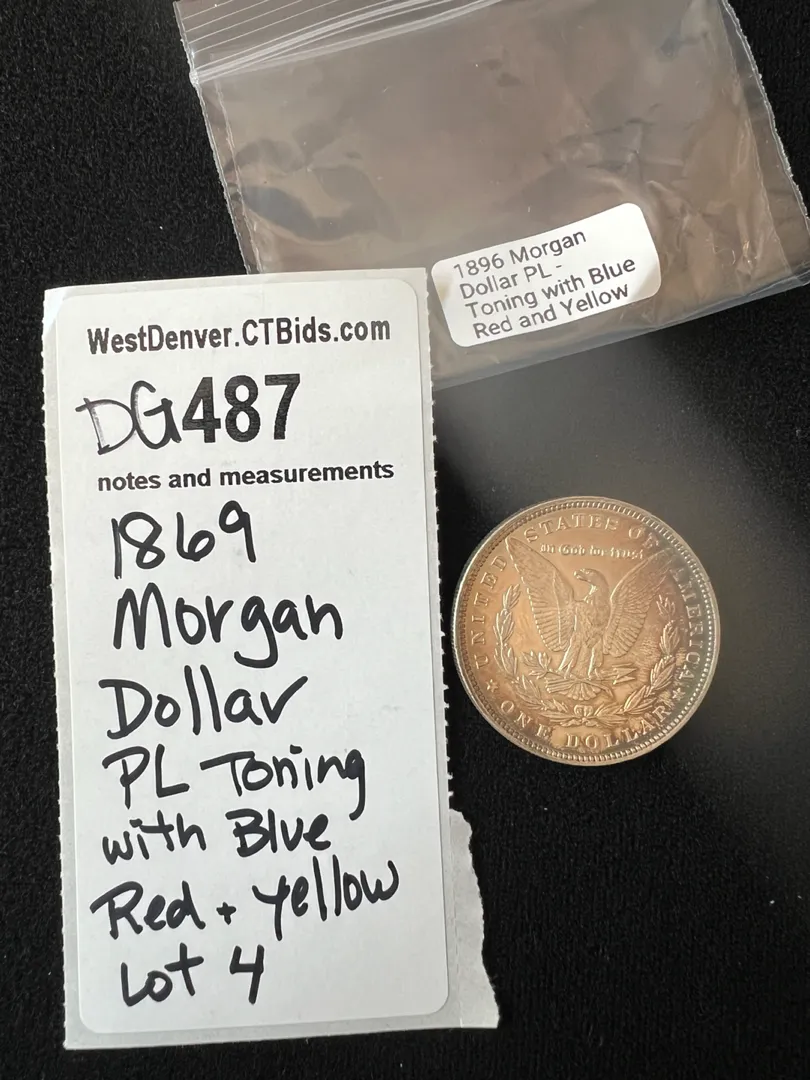 1896 Morgan
Dollar PL -
Toning with Blue
Red and Yellow
WestDenver.CTBids.com
DG487
notes and measurements
1869
Morgan
Dollar
PL Toning
with Blue
Red + yellow
Lot 4
UNITED STATES OF AMERICA
In God we trust
ONE DOLLAR